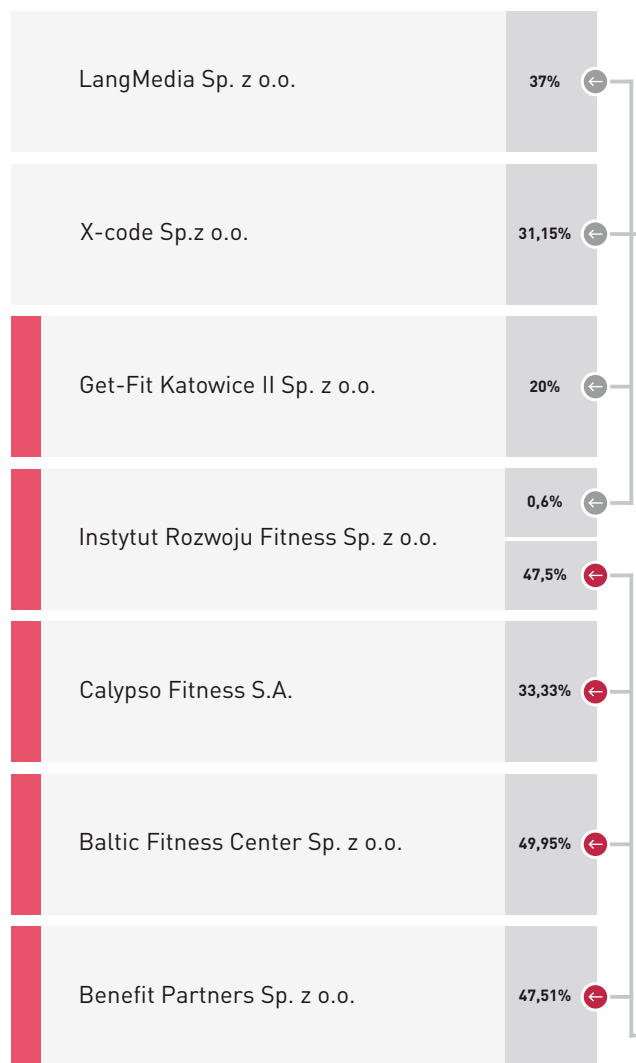 LangMedia Sp. z o.o.
37%
X-code Sp.z o.o.
31,15%
Get-Fit Katowice II Sp. z o.o.
20%
Instytut Rozwoju Fitness Sp. z o.o.
0,6%
47,5%
Calypso Fitness S.A.
33,33%
Baltic Fitness Center Sp. z o.o.
49,95%
Benefit Partners Sp. z o.o.
47,51%